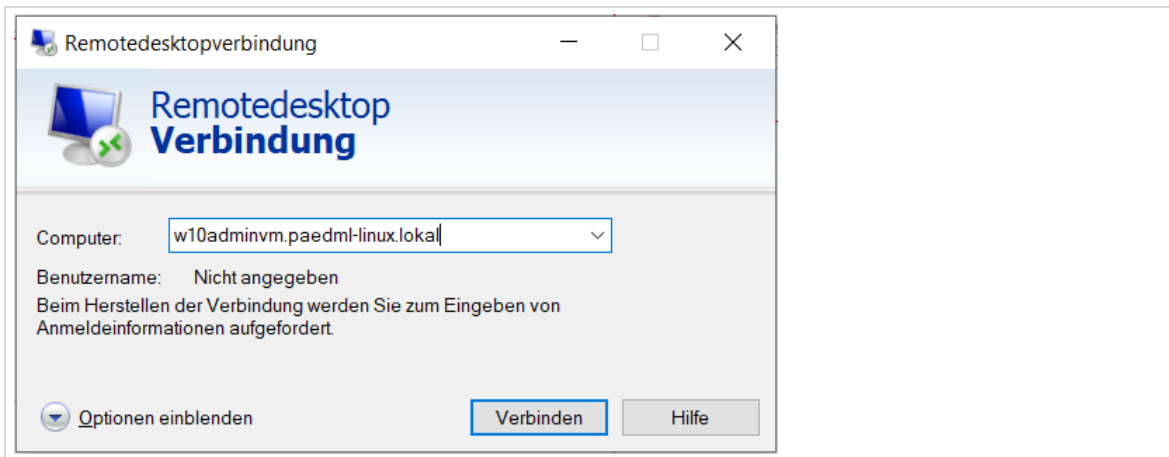 Remotedesktopverbindung
Remotedesktop
Verbindung
Computer: w10adminvm.paedml-linux.lokal
Benutzername: Nicht angegeben
Beim Herstellen der Verbindung werden Sie zum Eingeben von
Anmeldeinformationen aufgefordert.
Optionen einblenden Verbinden Hilfe